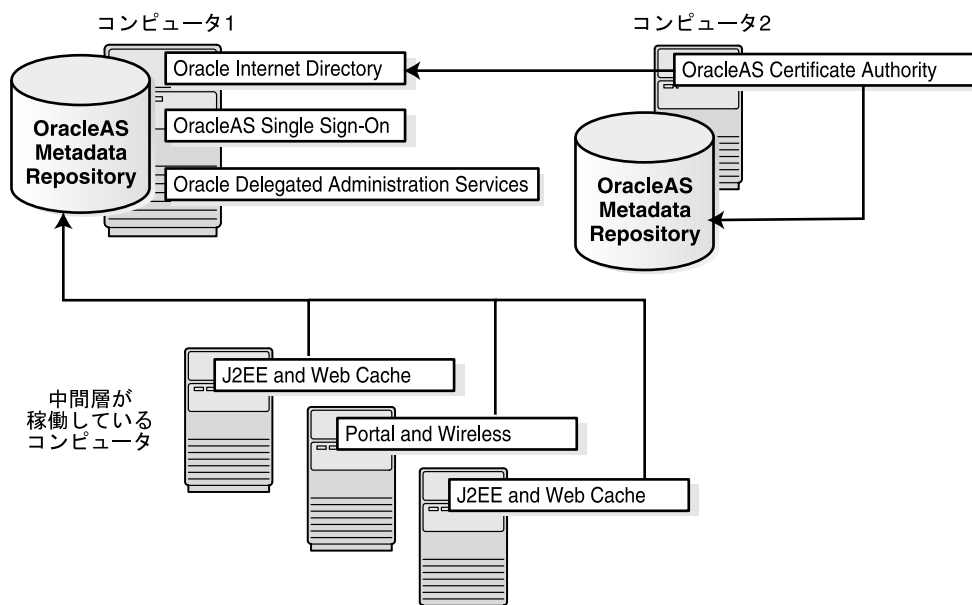 コンピュータ1
Oracle Internet Directory
OracleAS Single Sign-On
Oracle Delegated Administration Services
OracleAS
Metadata
Repository
コンピュータ2
OracleAS Certificate Authority
OracleAS
Metadata
Repository
中間層が
稼働している
コンピュータ
J2EE and Web Cache
Portal and Wireless
J2EE and Web Cache